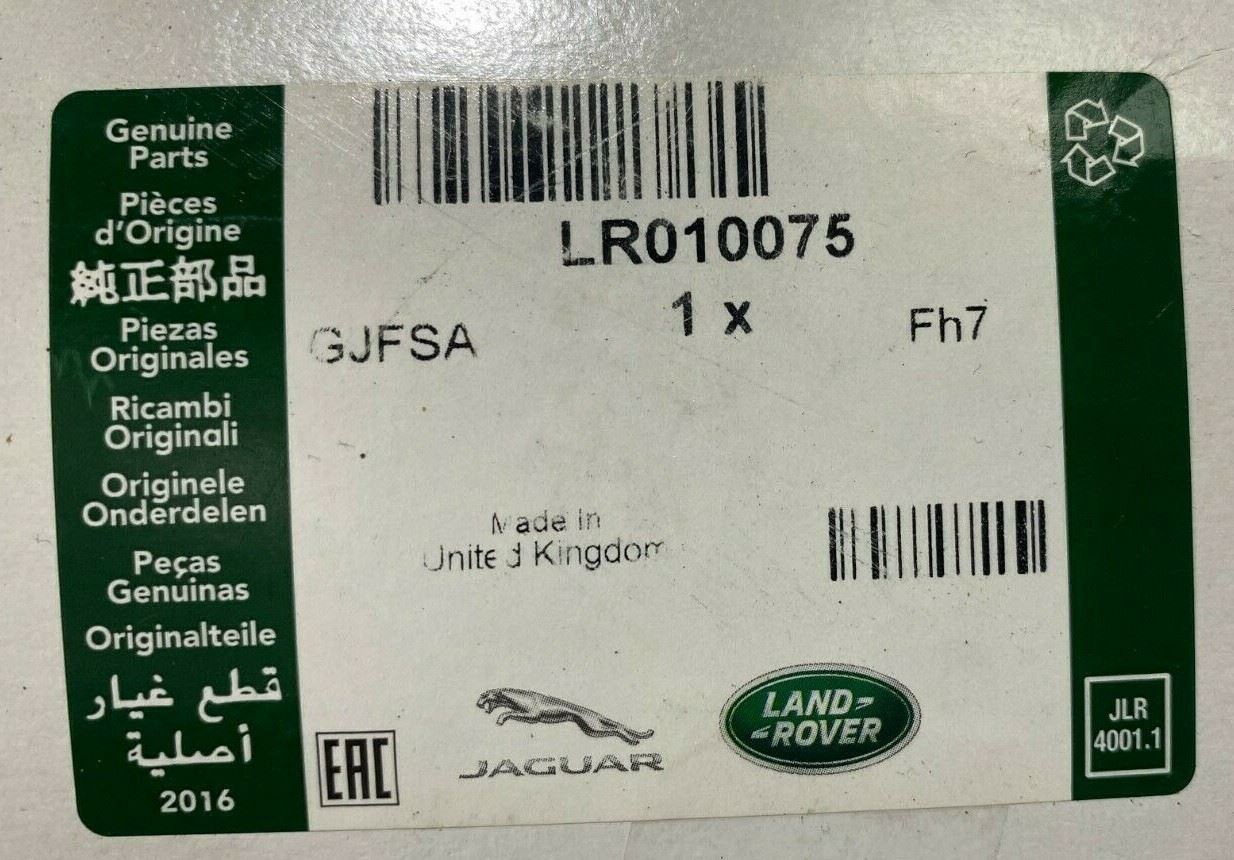 Genuine
Parts
Pièces
d'Origine
純正部品
Piezas
Originales
Ricambi
Originali
Originele
Onderdelen
Peças
Genuinas
Originalteile
قطع غيار
أصلية
2016
LR010075
1 x
GJFSA
Fh7
Made in
United Kingdom
EAC
JAGUAR
LAND-
-ROVER
JLR
4001.1